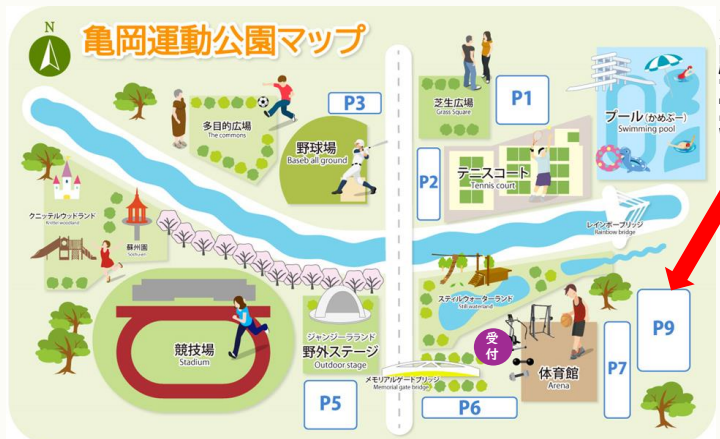 N
亀岡運動公園マップ
多目的広場
The commons
P3
野球場
Baseball ground
芝生広場
Grass Square
P1
プール(かめぷー)
Swimming pool
P2
テニスコート
Tennis court
クニッテルウッドランド
蘇州園
レインボーブリッジ
Rainbow bridge
スティルウォーターランド
Stillwaterland
競技場
Stadium
ジャンジーラランド
野外ステージ
Outdoor stage
受
付
P9
体育館
Arena
P7
メモリアルゲートブリッジ
Memorial gate bridge
P5
P6